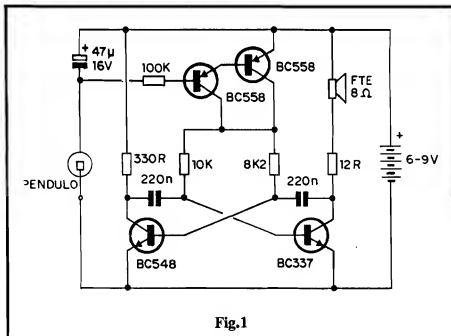 47µ
16V
100K
BC558
BC558
FTE
8Ω
+
6-9V
PENDULO
330R
10K
8K2
12R
220n
220n
BC548
BC337
Fig.1